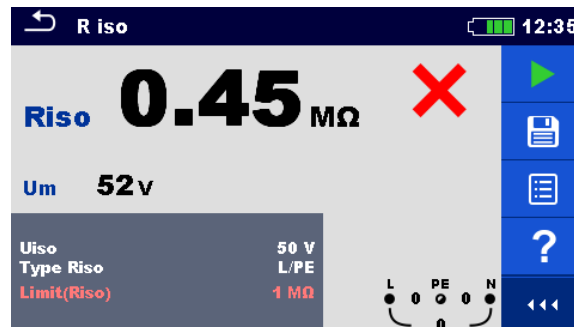 R iso 12:35
Riso 0.45 MΩ
Um 52 V
Uiso 50 V
Type Riso L/PE
Limit(Riso) 1 MΩ
L PE N
0 0
0
?